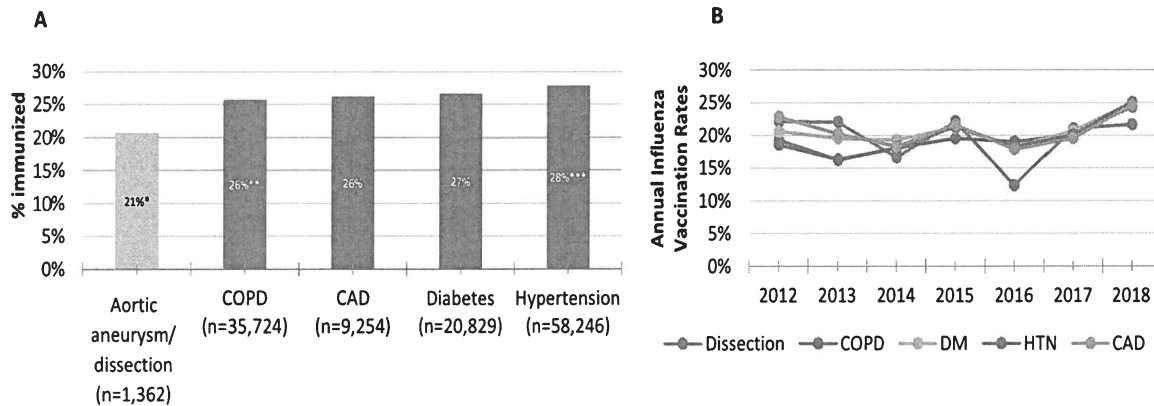 A
% immunized
30%
25%
20%
15%
10%
5%
0%
21%*
26%**
26%
27%
28%***
Aortic
aneurysm/
dissection
(n=1,362)
COPD
(n=35,724)
CAD
(n=9,254)
Diabetes
(n=20,829)
Hypertension
(n=58,246)
B
Annual Influenza
Vaccination Rates
30%
25%
20%
15%
10%
5%
0%
2012 2013 2014 2015 2016 2017 2018
Dissection COPD DM HTN CAD